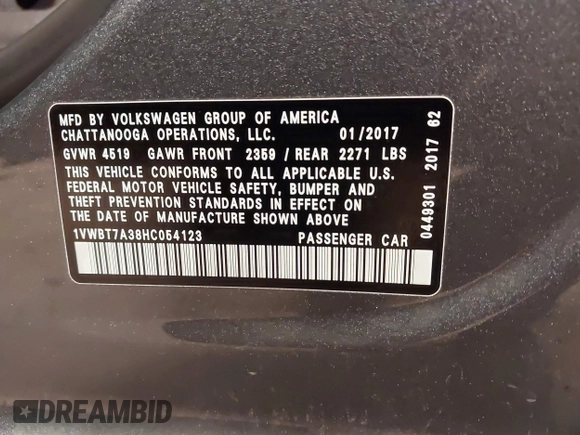 MFD BY VOLKSWAGEN GROUP OF AMERICA
CHATTANOOGA OPERATIONS, LLC. 01/2017
GVWR 4519 GAWR FRONT 2359 / REAR 2271 LBS
THIS VEHICLE CONFORMS TO ALL APPLICABLE U.S.
FEDERAL MOTOR VEHICLE SAFETY, BUMPER AND
THEFT PREVENTION STANDARDS IN EFFECT ON
THE DATE OF MANUFACTURE SHOWN ABOVE
1VWBT7A38HC054123 PASSENGER CAR
0449301 2017 62
DREAMBID